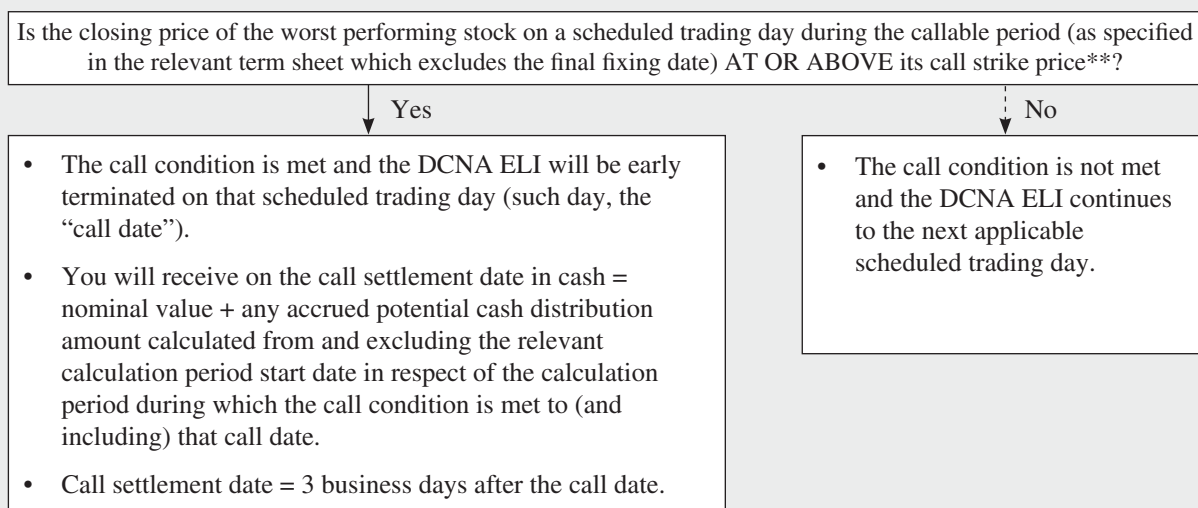 Is the closing price of the worst performing stock on a scheduled trading day during the callable period (as specified
in the relevant term sheet which excludes the final fixing date) AT OR ABOVE its call strike price**?
Yes
No
• The call condition is met and the DCNA ELI will be early
terminated on that scheduled trading day (such day, the
“call date”).
• You will receive on the call settlement date in cash =
nominal value + any accrued potential cash distribution
amount calculated from and excluding the relevant
calculation period start date in respect of the calculation
period during which the call condition is met to (and
including) that call date.
• Call settlement date = 3 business days after the call date.
• The call condition is not met
and the DCNA ELI continues
to the next applicable
scheduled trading day.